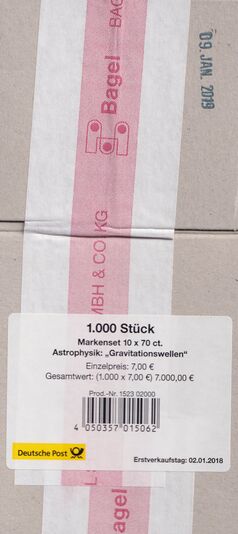 09. JAN. 2019
Bagel
BAG
MBH & CO. KG
1.000 Stück
Markenset 10 x 70 ct.
Astrophysik: „Gravitationswellen“
Einzelpreis: 7,00 €
Gesamtwert: (1.000 x 7,00 €) 7.000,00 €
Prod.-Nr. 1523 02000
4 050357 015062
Deutsche Post
Erstverkaufstag: 02.01.2018
Bagel